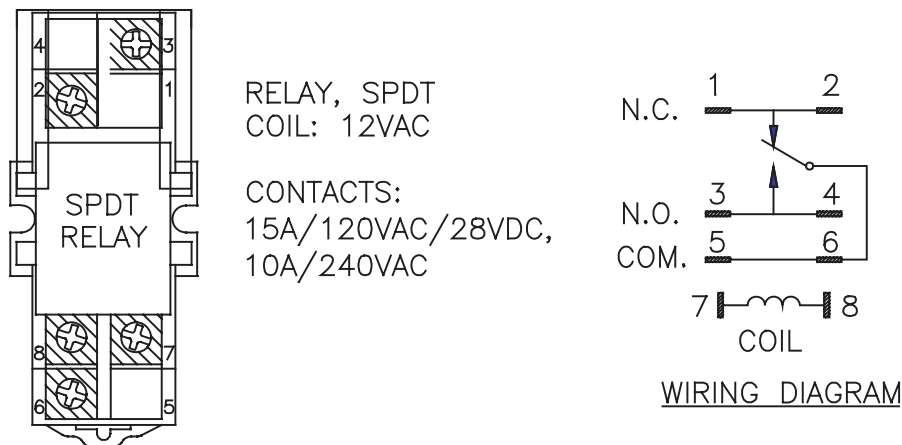 4
3
2
1
SPDT
RELAY
8
7
6
5
RELAY, SPDT
COIL: 12VAC
CONTACTS:
15A/120VAC/28VDC,
10A/240VAC
1 2
N.C.
3 4
N.O.
5 6
COM.
7 8
COIL
WIRING DIAGRAM